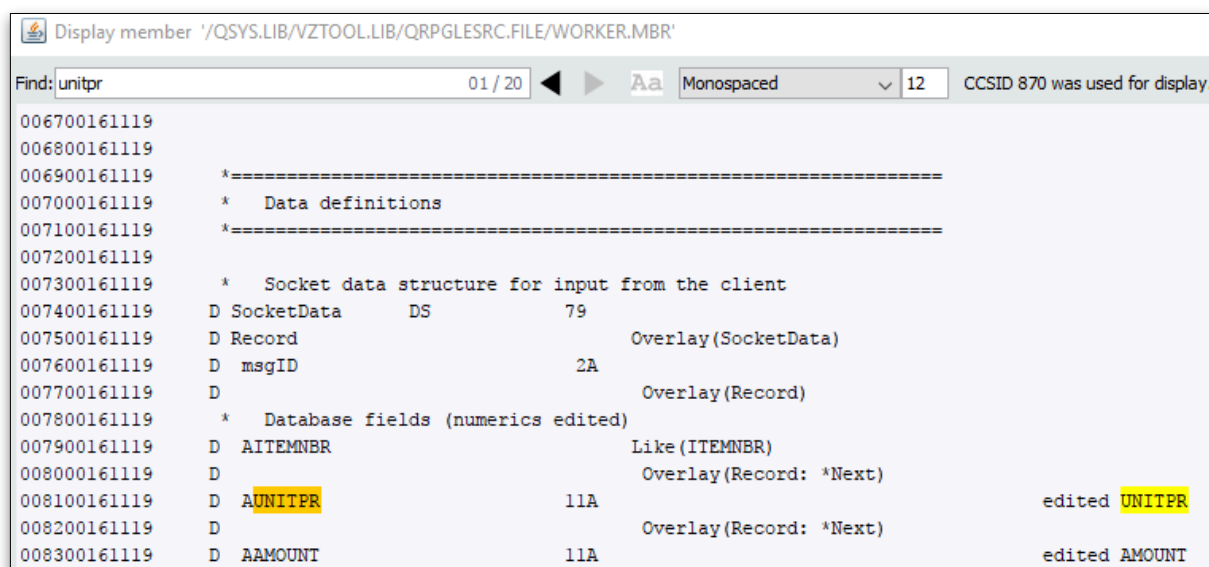 Display member '/QSYS.LIB/VZTOOL.LIB/QRPGLESRC.FILE/WORKER.MBR'
Find: unitpr 01 / 20 Aa Monospaced 12 CCSID 870 was used for display.
006700161119
006800161119
006900161119 *================================================================
007000161119 * Data definitions
007100161119 *================================================================
007200161119
007300161119 * Socket data structure for input from the client
007400161119 D SocketData DS 79
007500161119 D Record Overlay(SocketData)
007600161119 D msgID 2A
007700161119 D Overlay(Record)
007800161119 * Database fields (numerics edited)
007900161119 D AITEMNBR Like(ITEMNBR)
008000161119 D Overlay(Record: *Next)
008100161119 D AUNITPR 11A edited UNITPR
008200161119 D Overlay(Record: *Next)
008300161119 D AAMOUNT 11A edited AMOUNT